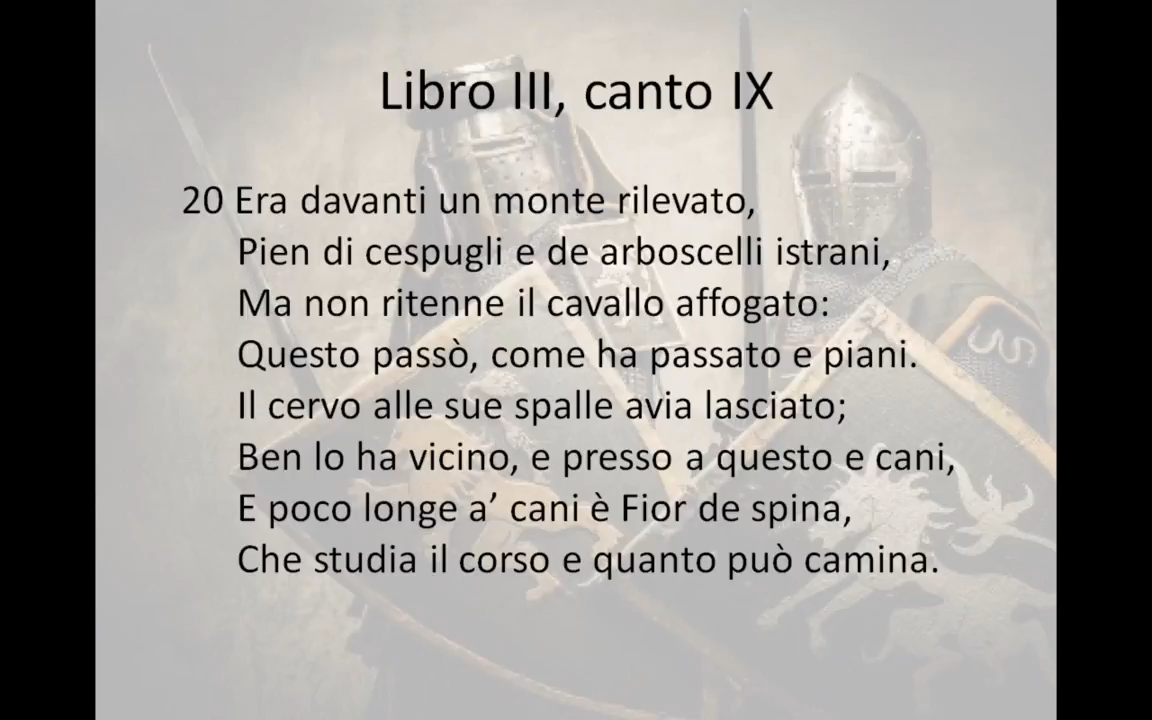 Libro III, canto IX
20 Era davanti un monte rilevato,
Pien di cespugli e de arboscelli istrani,
Ma non ritenne il cavallo affogato:
Questo passò, come ha passato e piani.
Il cervo alle sue spalle avia lasciato;
Ben lo ha vicino, e presso a questo e cani,
E poco longe a’ cani è Fior de spina,
Che studia il corso e quanto può camina.